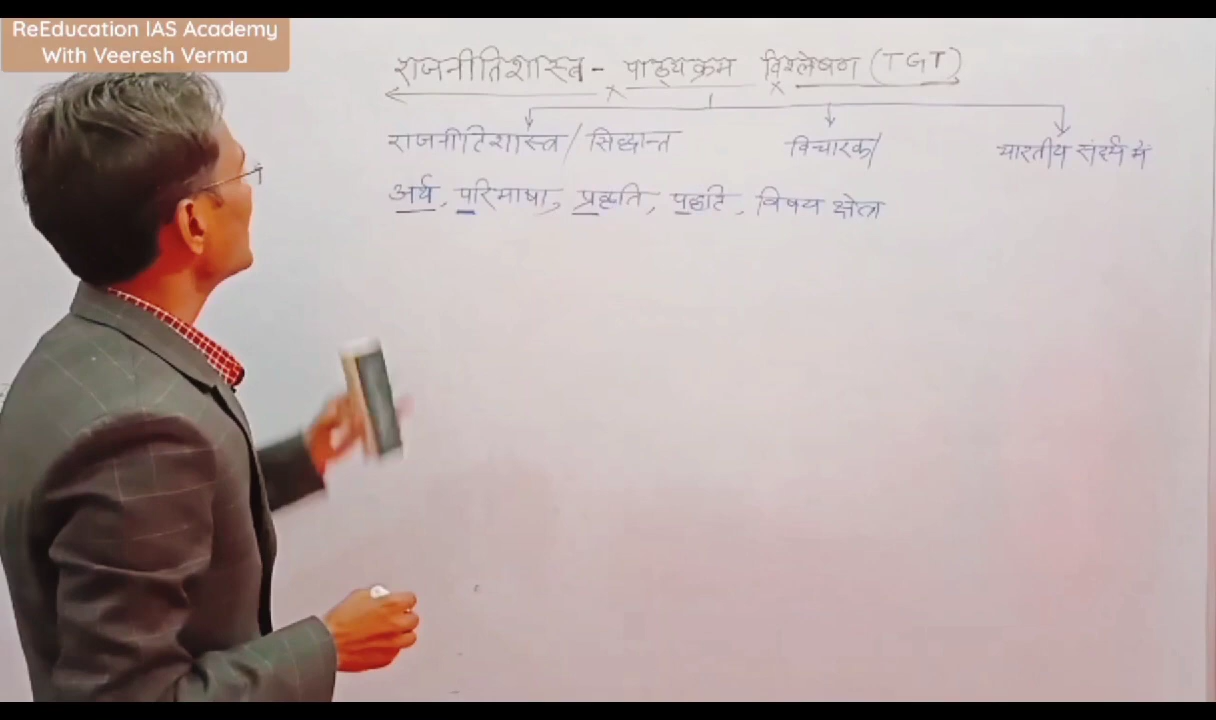 ReEducation IAS Academy
With Veeresh Verma
राजनीतिशास्त्र - पाठ्यक्रम विश्लेषण (TGT)
राजनीतिशास्त्र / सिद्धान्त विचारक / भारतीय संदर्भ में
अर्थ, परिभाषा, प्रकृति, पद्धति, विषय क्षेत्र